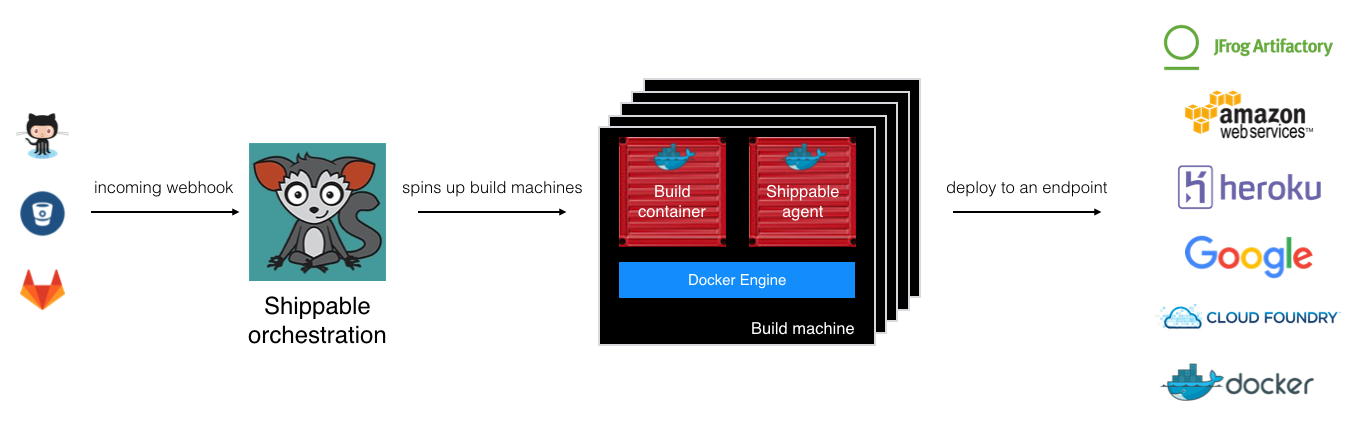 incoming webhook
Shippable
orchestration
spins up build machines
Build
container
Shippable
agent
Docker Engine
Build machine
deploy to an endpoint
JFrog Artifactory
amazon
web services™
heroku
Google
CLOUD FOUNDRY
docker